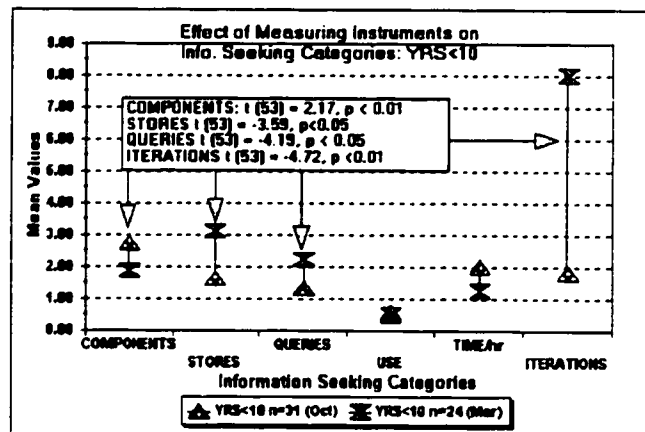 Effect of Measuring Instruments on
Info. Seeking Categories: YRS<10
9.00
8.00
7.00
6.00
5.00
4.00
3.00
2.00
1.00
0.00
Mean Values
COMPONENTS: t (53) = 2.17, p < 0.01
STORES t (53) = -3.59, p<0.05
QUERIES t (53) = -4.19, p < 0.05
ITERATIONS t (53) = -4.72, p <0.01
COMPONENTS
STORES
QUERIES
USE
TIME/hr
ITERATIONS
Information Seeking Categories
YRS<10 n=31 (Oct)
YRS<10 n=24 (Mar)